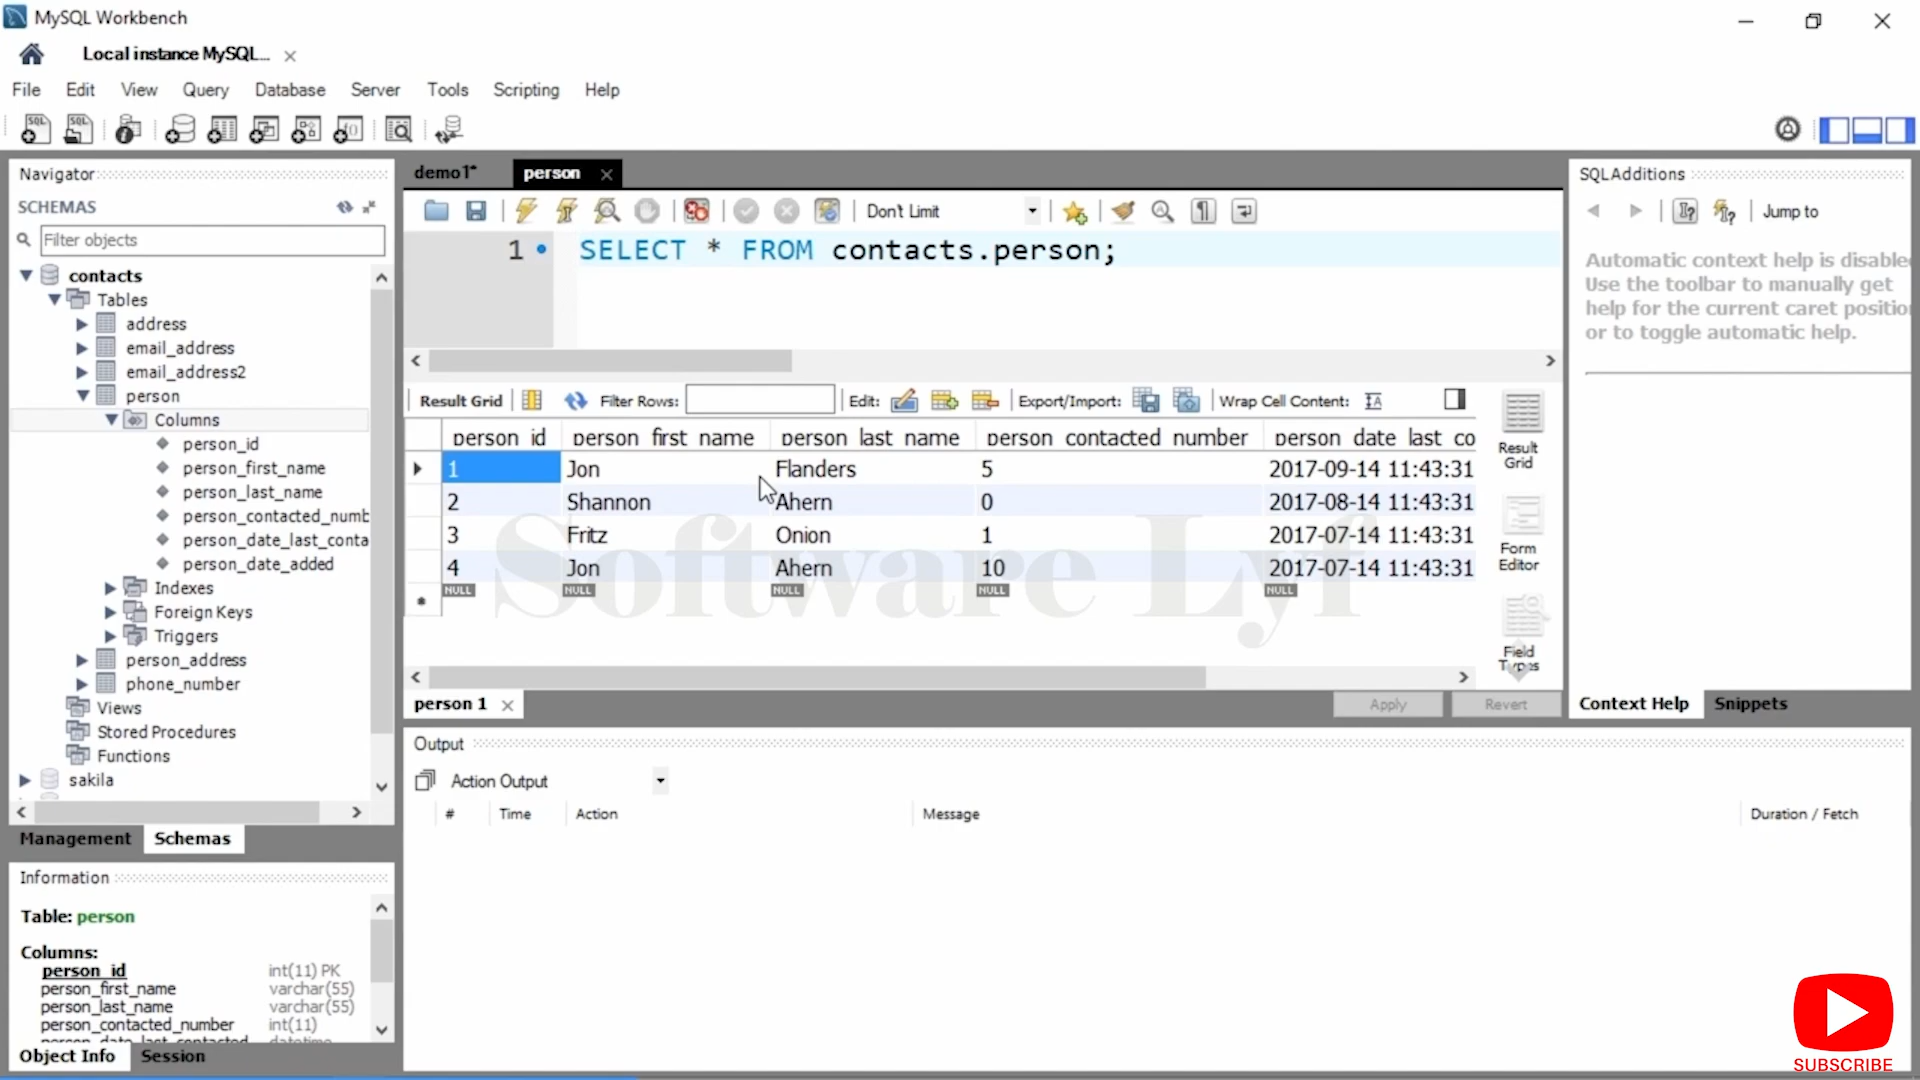 MySQL Workbench
Local instance MySQL...
File Edit View Query Database Server Tools Scripting Help
Navigator
SCHEMAS
Filter objects
contacts
Tables
address
email_address
email_address2
person
Columns
person_id
person_first_name
person_last_name
person_contacted_numb
person_date_last_conta
person_date_added
Indexes
Foreign Keys
Triggers
person_address
phone_number
Views
Stored Procedures
Functions
sakila
Management Schemas
Information
Table: person
Columns:
person_id int(11) PK
person_first_name varchar(55)
person_last_name varchar(55)
person_contacted_number int(11)
person_date_last_contacted datetime
Object Info Session
demo1* person
Don't Limit
1 SELECT * FROM contacts.person;
Result Grid Filter Rows: Edit: Export/Import: Wrap Cell Content:
person_id person_first_name person_last_name person_contacted_number person_date_last_co
1 Jon Flanders 5 2017-09-14 11:43:31
2 Shannon Ahern 0 2017-08-14 11:43:31
3 Fritz Onion 1 2017-07-14 11:43:31
4 Jon Ahern 10 2017-07-14 11:43:31
NULL NULL NULL NULL NULL
Software Lyf
Result
Grid
Form
Editor
Field
Types
person 1 Apply Revert
Output
Action Output
# Time Action Message Duration / Fetch
SQLAdditions
Jump to
Automatic context help is disable
Use the toolbar to manually get
help for the current caret positio
or to toggle automatic help.
Context Help Snippets
SUBSCRIBE